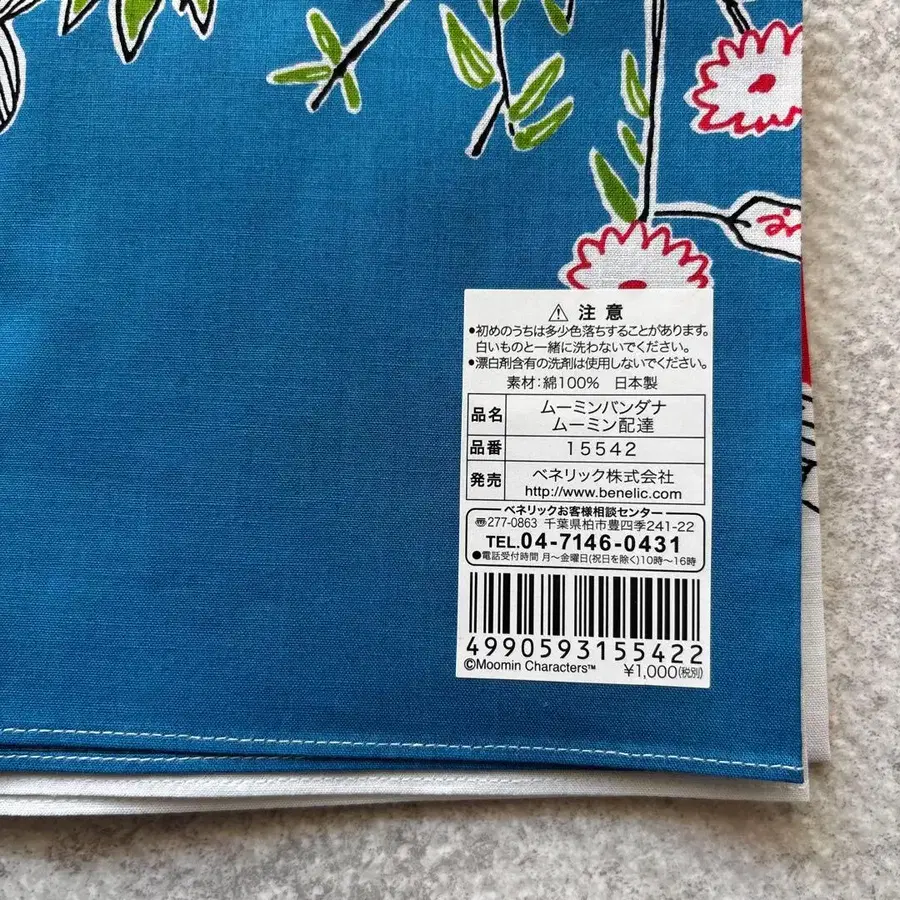 ⚠ 注意
●初めのうちは多少色落ちすることがあります。
白いものと一緒に洗わないでください。
●漂白剤含有の洗剤は使用しないでください。
素材:綿100% 日本製
品名 ムーミンバンダナ
ムーミン配達
品番 15542
発売 ベネリック株式会社
http://www.benelic.com
ベネリックお客様相談センター
〠277-0863 千葉県柏市豊四季241-22
TEL.04-7146-0431
●電話受付時間 月~金曜日(祝日を除く)10時~16時
4990593155422
©Moomin Characters™ ¥1,000(税別)